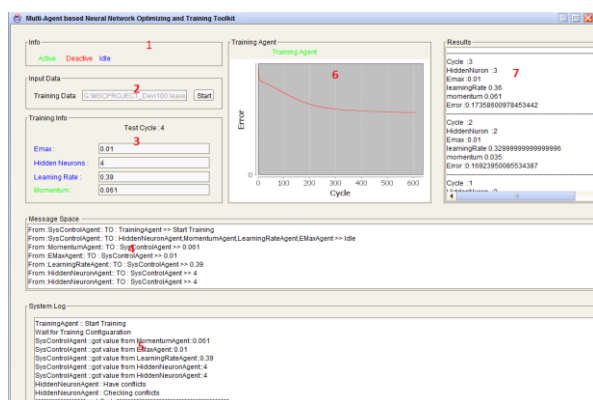 Multi-Agent based Neural Network Optimizing and Training Toolkit
Info
1
Active Deactive Idle
Input Data
2
Training Data G:\MSCPROJECT_Dev\100 leave Start
Training Info
Test Cycle :4
3
Emax : 0.01
Hidden Neurons : 4
Learning Rate : 0.39
Momentum : 0.061
Training Agent
Training Agent
6
Error
0 100 200 300 400 500 600
Cycle
Results
7
Cycle :3
HiddenNuron :3
Emax :0.01
learningRate 0.36
momentum 0.061
Error :0.17358600978453442
Cycle :2
HiddenNuron :2
Emax :0.01
learningRate 0.32999999999999996
momentum 0.035
Error :0.16923950085534387
Cycle :1
Message Space
From :SysControlAgent:: TO : TrainingAgent >> Start Training
From :SysControlAgent:: TO : HiddenNeuronAgent,MomentumAgent,LearningRateAgent,EMaxAgent >> Idle
From :MomentumAgent:: TO : SysControlAgent >> 0.061
4
From :EMaxAgent:: TO : SysControlAgent >> 0.01
From :LearningRateAgent:: TO : SysControlAgent >> 0.39
From :HiddenNeuronAgent:: TO : SysControlAgent >> 4
From :HiddenNeuronAgent:: TO : SysControlAgent >> 4
System Log
TrainingAgent :: Start Training
Wait for Trainng Configuaration
SysControlAgent ::got value from MomentumAgent::0.061
5
SysControlAgent ::got value from EMaxAgent::0.01
SysControlAgent ::got value from LearningRateAgent::0.39
SysControlAgent ::got value from HiddenNeuronAgent::4
SysControlAgent ::got value from HiddenNeuronAgent::4
HiddenNeuronAgent : Have conflicts
HiddenNeuronAgent : Checking conflicts